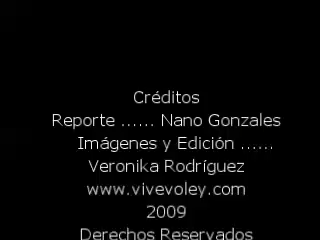 Créditos
Reporte ...... Nano Gonzales
Imágenes y Edición ......
Veronika Rodríguez
www.vivevoley.com
2009
Derechos Reservados